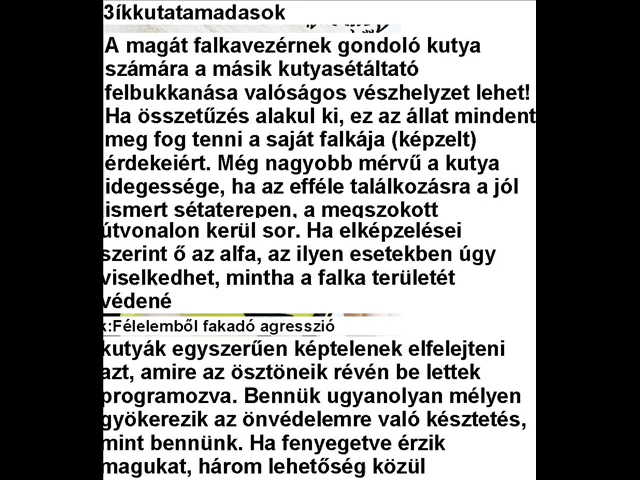 3íkkutatamadasok
A magát falkavezérnek gondoló kutya
számára a másik kutyasétáltató
felbukkanása valóságos vészhelyzet lehet!
Ha összetűzés alakul ki, ez az állat mindent
meg fog tenni a saját falkája (képzelt)
érdekeiért. Még nagyobb mérvű a kutya
idegessége, ha az efféle találkozásra a jól
ismert sétaterepen, a megszokott
útvonalon kerül sor. Ha elképzelései
szerint ő az alfa, az ilyen esetekben úgy
viselkedhet, mintha a falka területét
védené
k:Félelemből fakadó agresszió
kutyák egyszerűen képtelenek elfelejteni
azt, amire az ösztöneik révén be lettek
programozva. Bennük ugyanolyan mélyen
gyökerezik az önvédelemre való késztetés,
mint bennünk. Ha fenyegetve érzik
magukat, három lehetőség közül